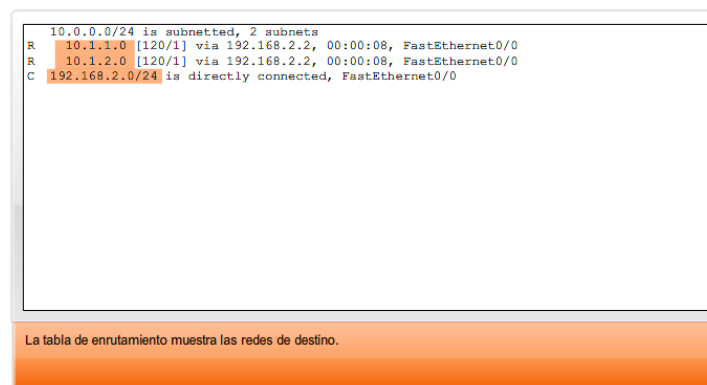 10.0.0.0/24 is subnetted, 2 subnets
R 10.1.1.0 [120/1] via 192.168.2.2, 00:00:08, FastEthernet0/0
R 10.1.2.0 [120/1] via 192.168.2.2, 00:00:08, FastEthernet0/0
C 192.168.2.0/24 is directly connected, FastEthernet0/0
La tabla de enrutamiento muestra las redes de destino.